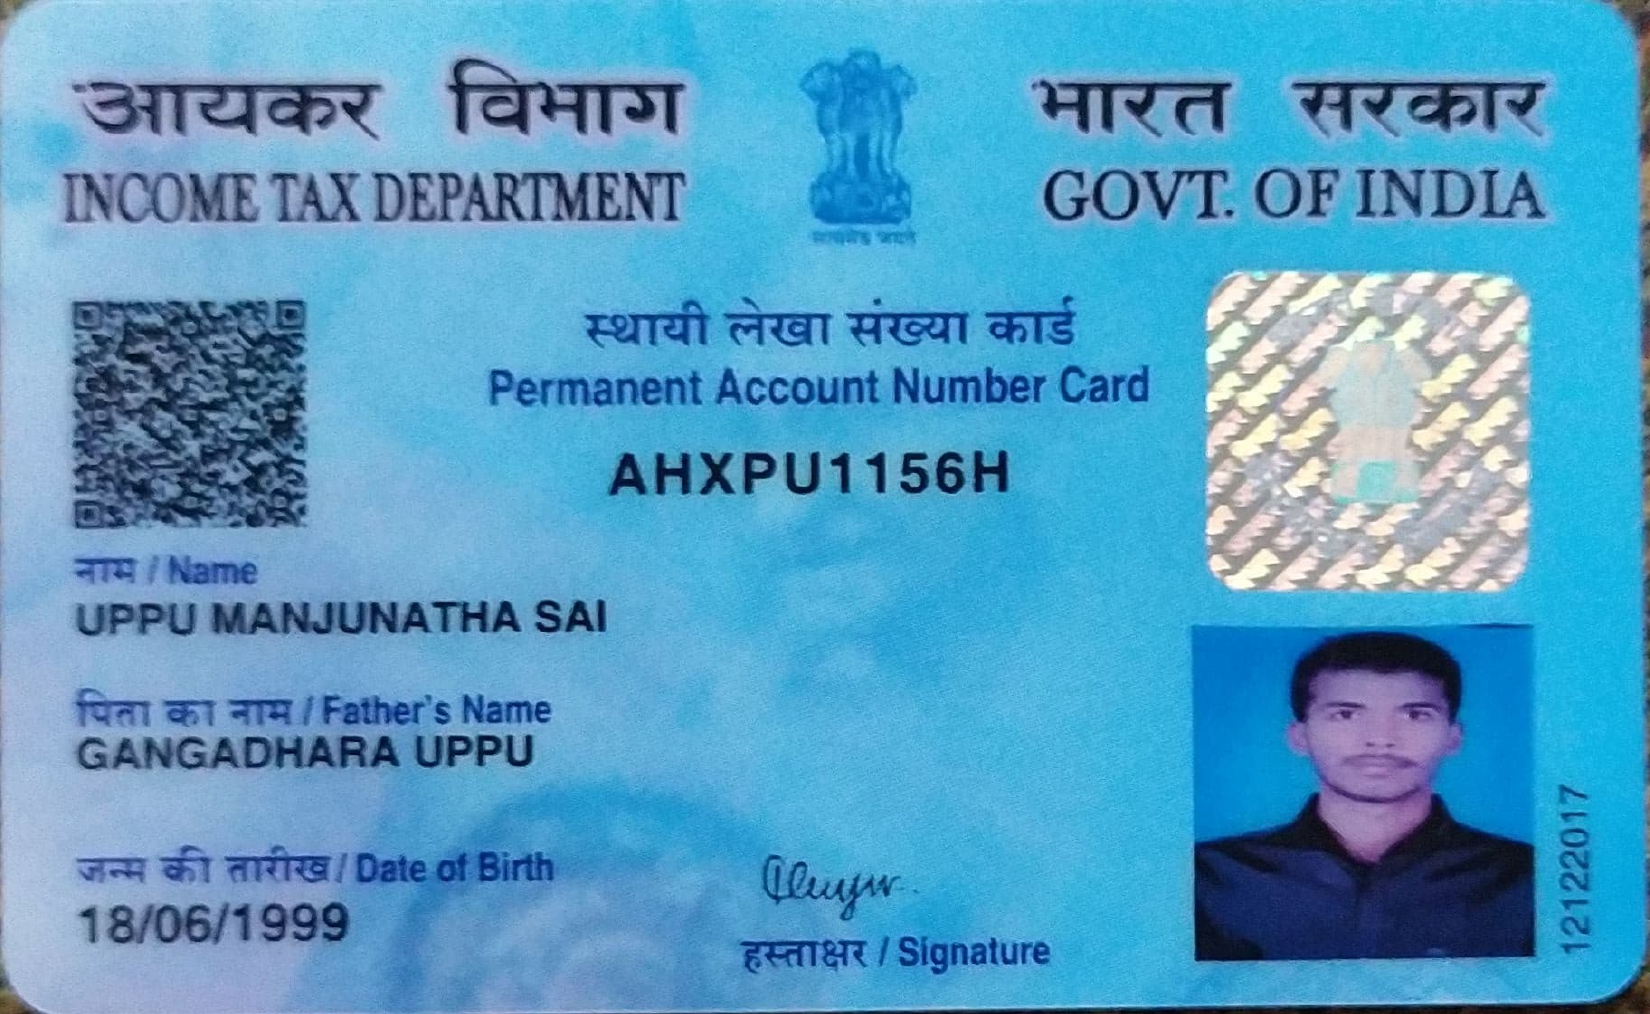 आयकर विभाग
INCOME TAX DEPARTMENT
भारत सरकार
GOVT. OF INDIA
सत्यमेव जयते
स्थायी लेखा संख्या कार्ड
Permanent Account Number Card
AHXPU1156H
नाम / Name
UPPU MANJUNATHA SAI
पिता का नाम / Father's Name
GANGADHARA UPPU
जन्म की तारीख / Date of Birth
18/06/1999
हस्ताक्षर / Signature
12122017